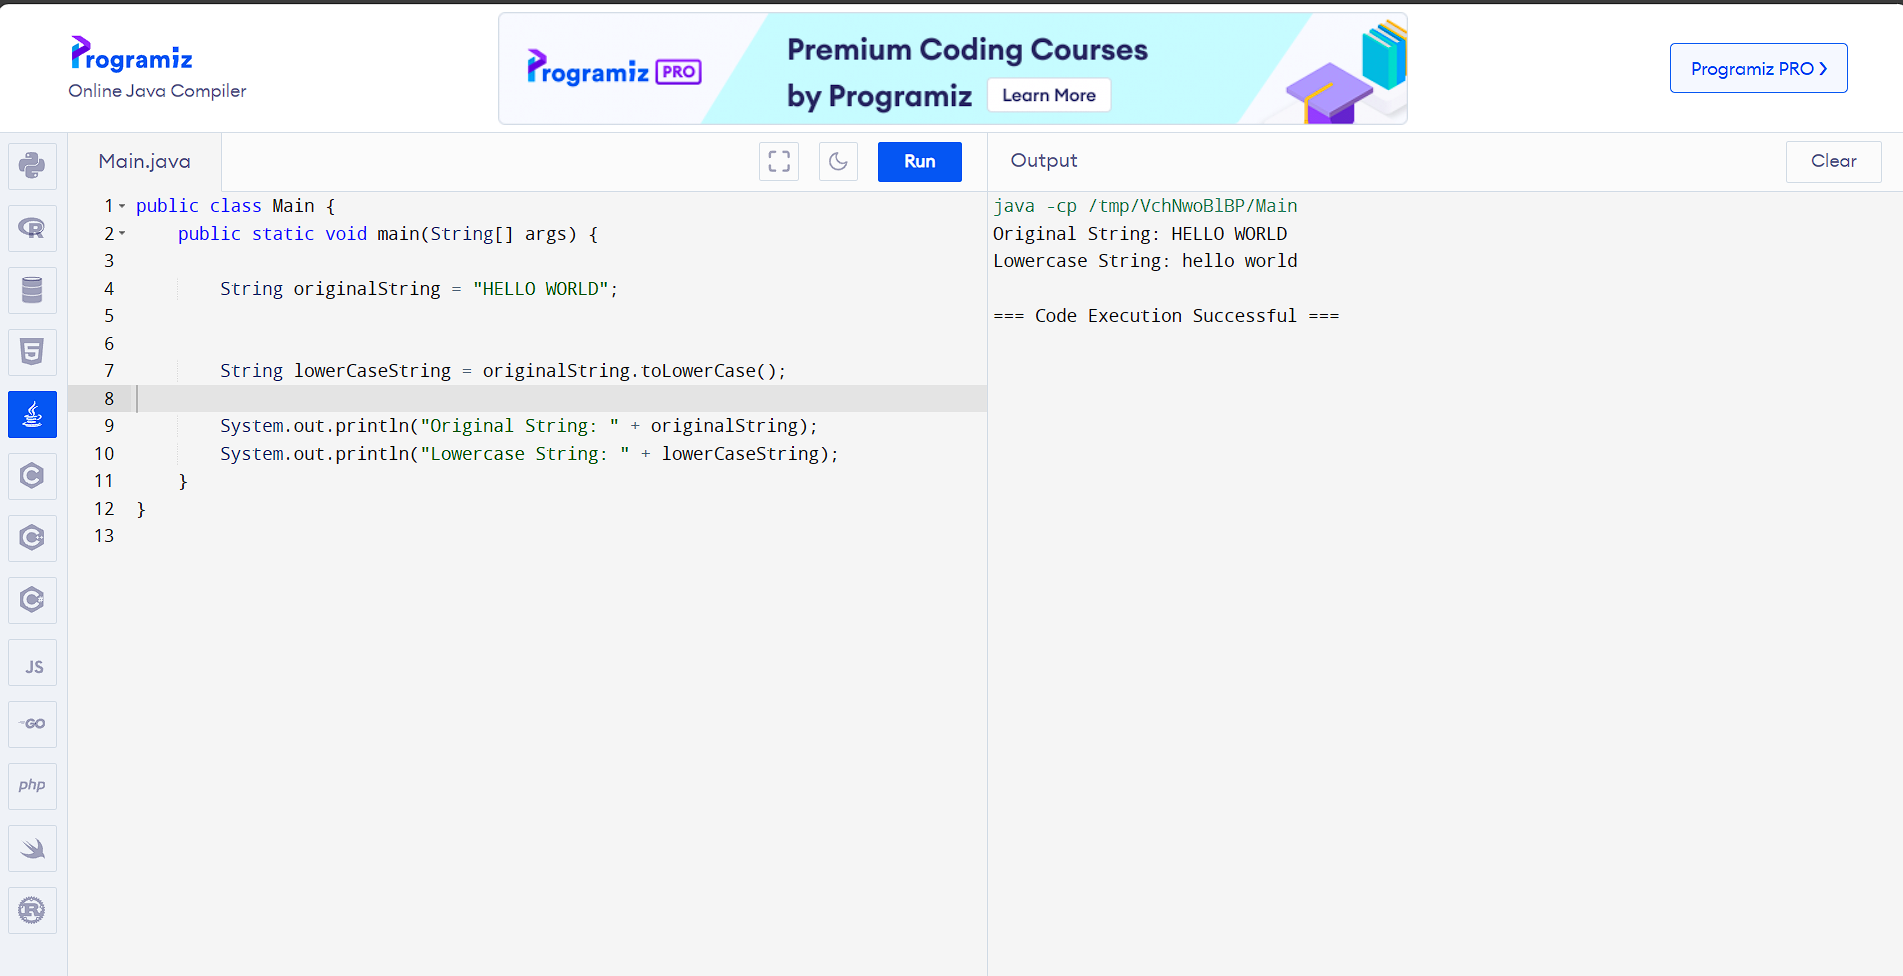 Programiz
Online Java Compiler
Programiz PRO
Premium Coding Courses
by Programiz
Learn More
Programiz PRO ❯
Main.java
Run
Output
Clear
1 public class Main {
2     public static void main(String[] args) {
3
4         String originalString = "HELLO WORLD";
5
6
7         String lowerCaseString = originalString.toLowerCase();
8
9         System.out.println("Original String: " + originalString);
10         System.out.println("Lowercase String: " + lowerCaseString);
11     }
12 }
13
java -cp /tmp/VchNwoBlBP/Main
Original String: HELLO WORLD
Lowercase String: hello world
=== Code Execution Successful ===
R
5
C
C
C
JS
GO
php
R